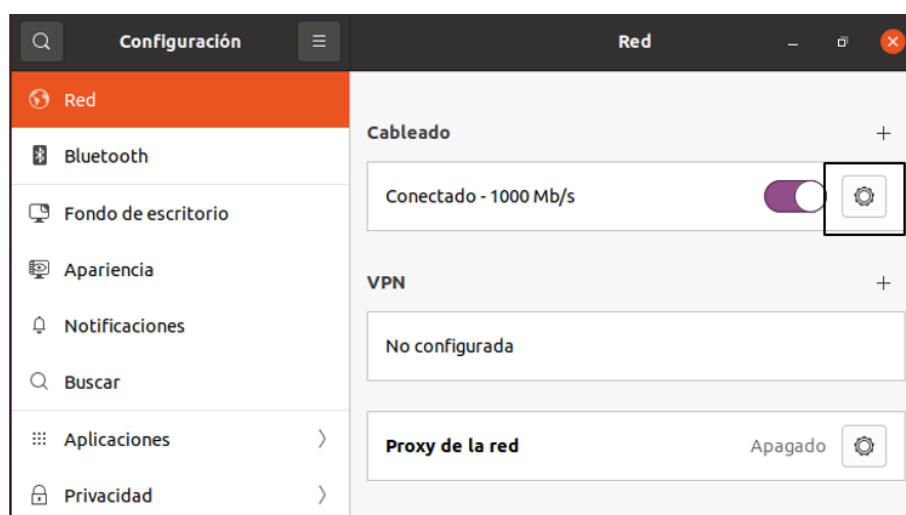 Configuración
Red
Red
Bluetooth
Fondo de escritorio
Apariencia
Notificaciones
Buscar
Aplicaciones
Privacidad
Cableado
Conectado - 1000 Mb/s
VPN
No configurada
Proxy de la red Apagado